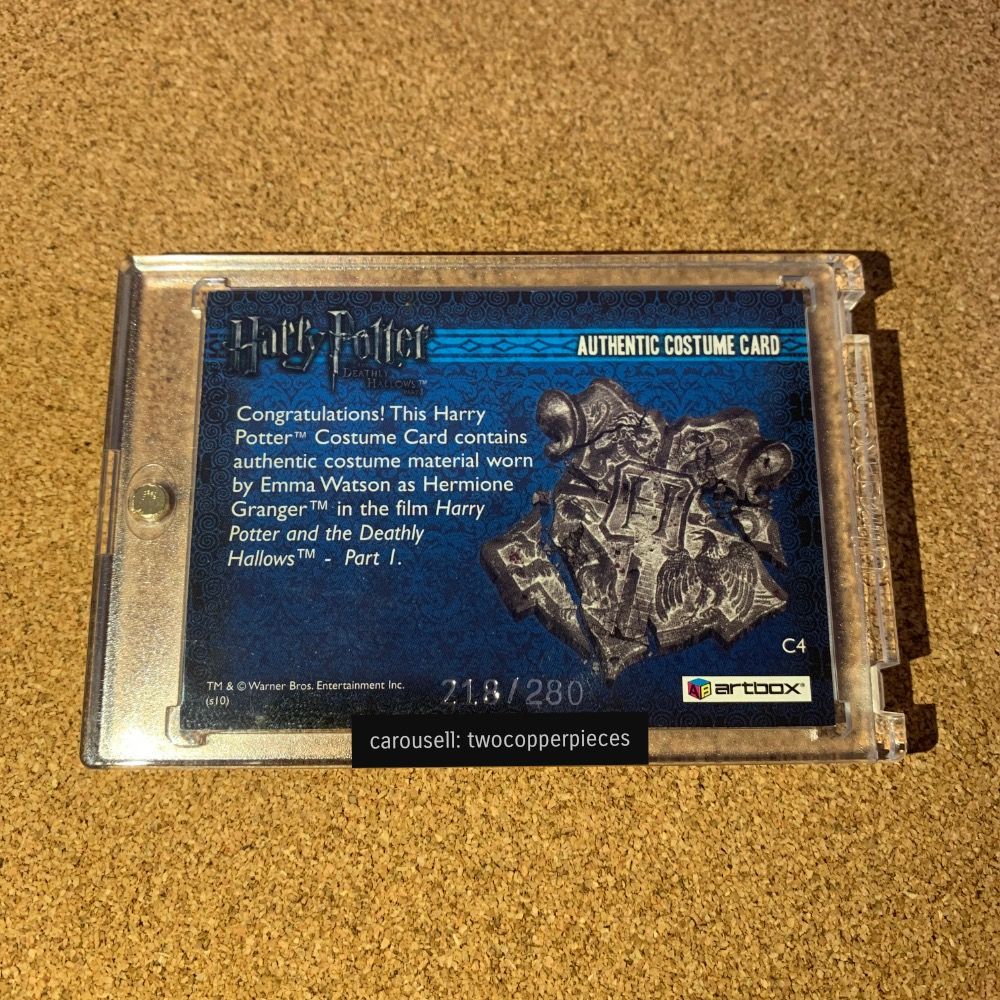 Harry Potter
DEATHLY
HALLOWS™
AUTHENTIC COSTUME CARD
Congratulations! This Harry
Potter™ Costume Card contains
authentic costume material worn
by Emma Watson as Hermione
Granger™ in the film Harry
Potter and the Deathly
Hallows™ - Part 1.
H
C4
TM & © Warner Bros. Entertainment Inc.
(s10)
218/280
AB artbox®
carousell: twocopperpieces